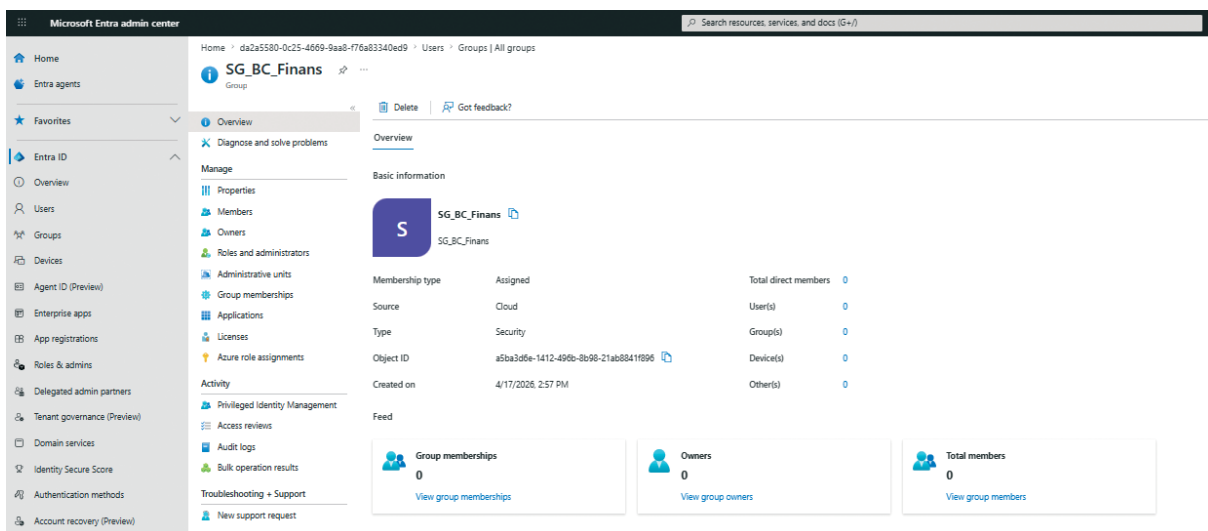 Microsoft Entra admin center
Search resources, services, and docs (G+/)
Home
Entra agents
Favorites
Entra ID
Overview
Users
Groups
Devices
Agent ID (Preview)
Enterprise apps
App registrations
Roles & admins
Delegated admin partners
Tenant governance (Preview)
Domain services
Identity Secure Score
Authentication methods
Account recovery (Preview)
Home > da2a5580-0c25-4669-9aa8-f76a83340ed9 > Users > Groups | All groups
SG_BC_Finans
Group
Overview
Diagnose and solve problems
Manage
Properties
Members
Owners
Roles and administrators
Administrative units
Group memberships
Applications
Licenses
Azure role assignments
Activity
Privileged Identity Management
Access reviews
Audit logs
Bulk operation results
Troubleshooting + Support
New support request
Delete
Got feedback?
Overview
Basic information
S
SG_BC_Finans
SG_BC_Finans
Membership type Assigned
Source Cloud
Type Security
Object ID a5ba3d6e-1412-496b-8b98-21ab8841f896
Created on 4/17/2026, 2:57 PM
Total direct members 0
User(s) 0
Group(s) 0
Device(s) 0
Other(s) 0
Feed
Group memberships
0
View group memberships
Owners
0
View group owners
Total members
0
View group members